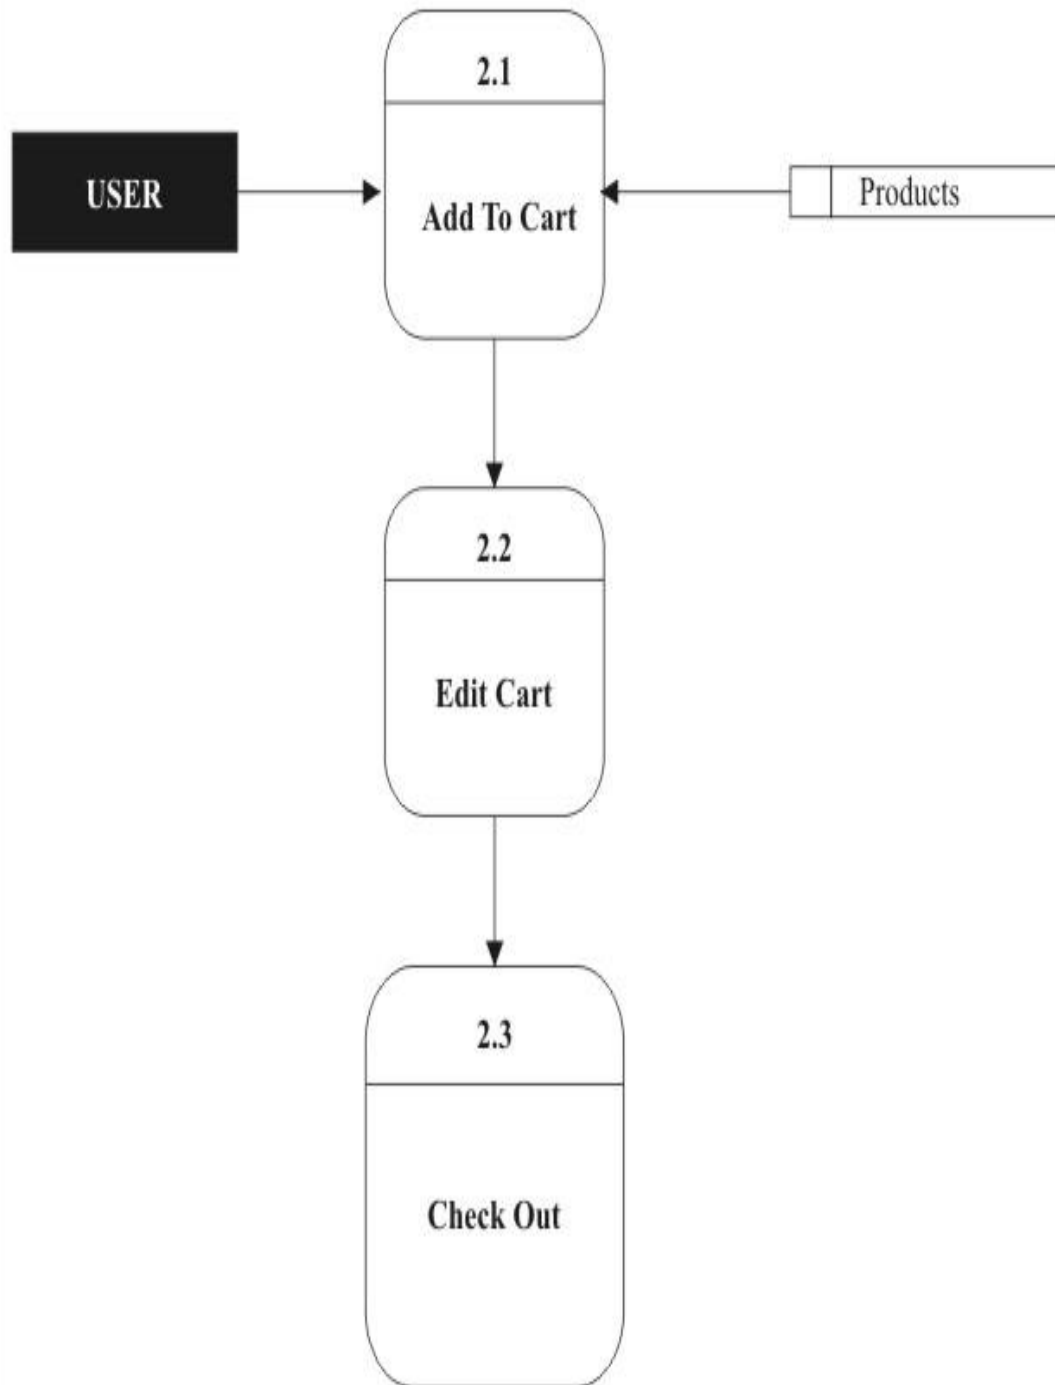 2.1
USER
Add To Cart
Products
2.2
Edit Cart
2.3
Check Out